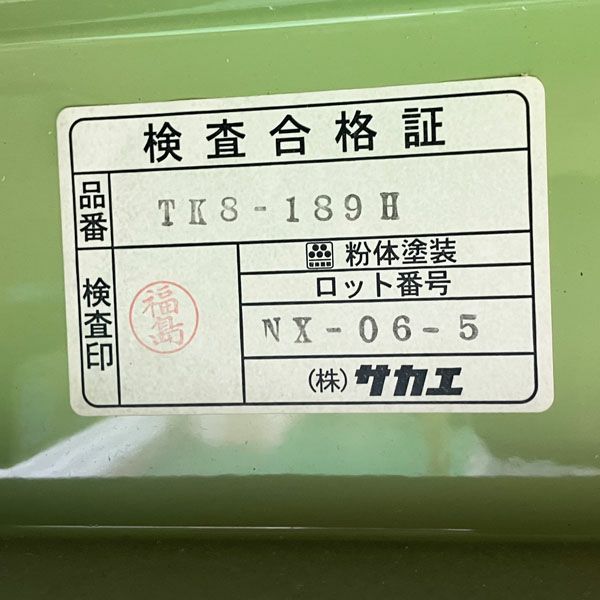 検査合格証
品番 TK8-189H
検査印 福島
粉体塗装
ロット番号
NX-06-5
(株)サカエ